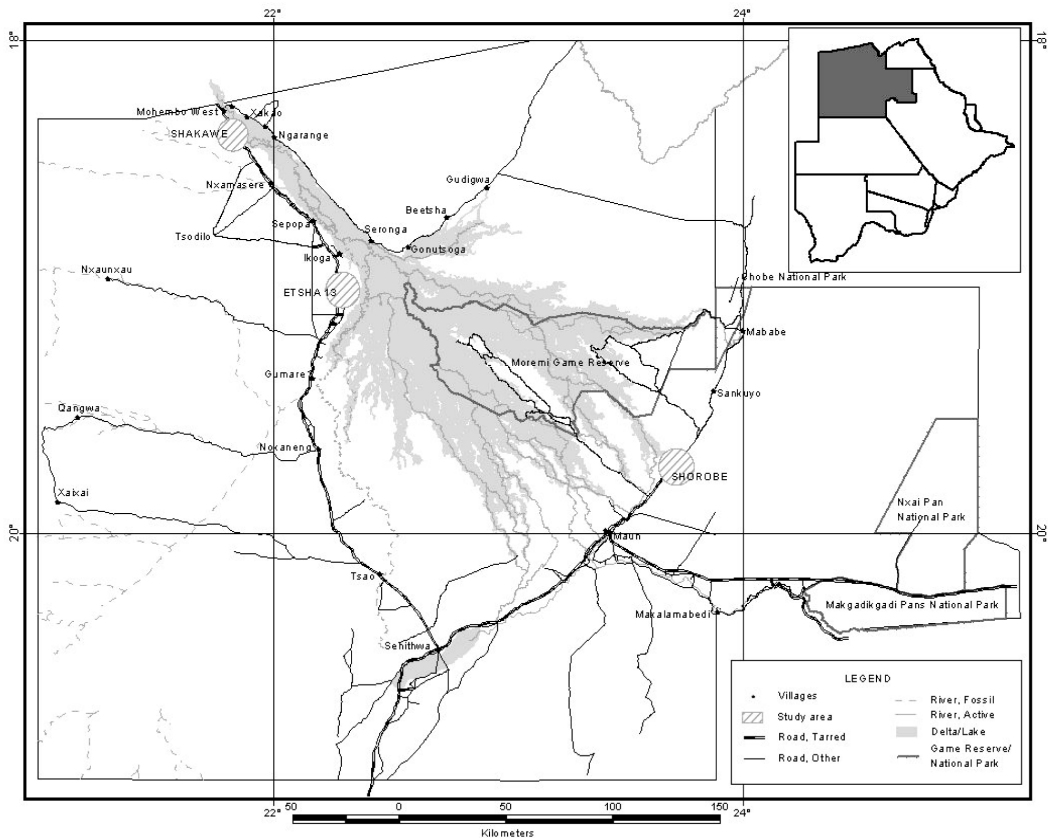 22°
24°
18°
18°
Mohembo West
Xakao
SHAKAWE
Ngarange
Nxamasere
Gudigwa
Beetsha
Sepopa
Seronga
Tsodilo
Gonutsoga
Ikoga
Nxaunxau
ETSHA 13
Chobe National Park
Mababe
Moremi Game Reserve
Gumare
Sankuyo
Qangwa
Nokaneng
SHOROBE
Xaixai
Nxai Pan
National Park
20°
20°
Maun
Tsao
Makgadikgadi Pans National Park
Makalamabedi
Sehithwa
LEGEND
Villages
Study area
Road, Tarred
Road, Other
River, Fossil
River, Active
Delta/Lake
Game Reserve/
National Park
22°
24°
50
0
50
100
150
Kilometers